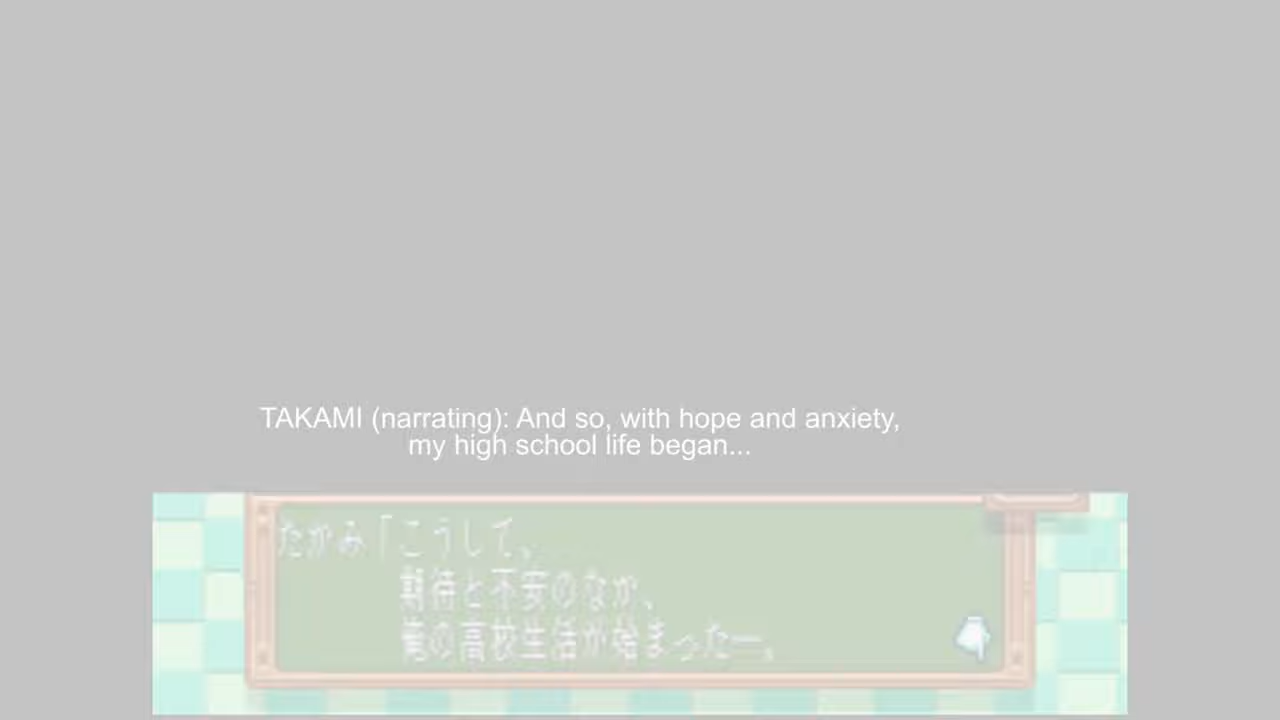 TAKAMI (narrating): And so, with hope and anxiety,
my high school life began...
たかみ「こうして、
期待と不安のなか、
俺の高校生活が始まったー。